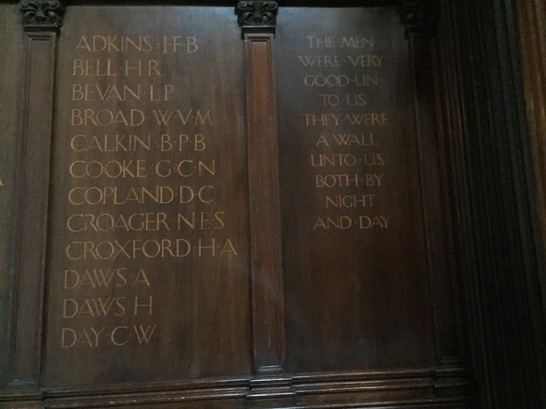 ADKINS·J·F·B
BELL·H·R
BEVAN·L·P
BROAD·W·V·M
CALKIN·B·P·B
COOKE·G·C·N
COPLAND·D·C
CROAGER·N·E·S
CROXFORD·H·A
DAWS·A
DAWS·H
DAY·C·W
THE MEN
WERE·VERY
GOOD·UN-
TO·US
THEY·WERE
A·WALL
UNTO·US
BOTH·BY
NIGHT
AND·DAY